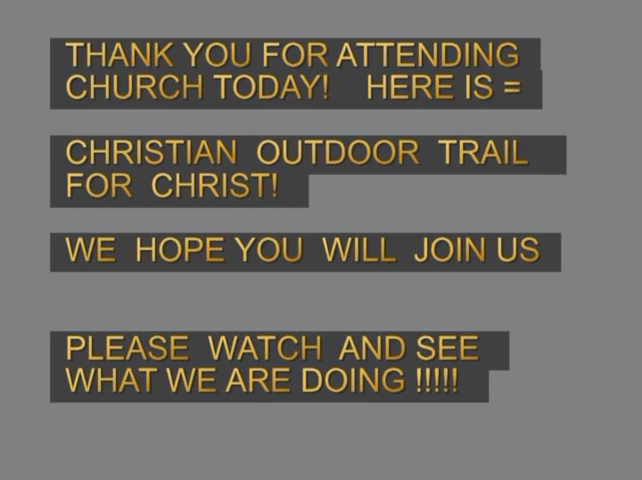 THANK YOU FOR ATTENDING
CHURCH TODAY! HERE IS =
CHRISTIAN OUTDOOR TRAIL
FOR CHRIST!
WE HOPE YOU WILL JOIN US
PLEASE WATCH AND SEE
WHAT WE ARE DOING !!!!!